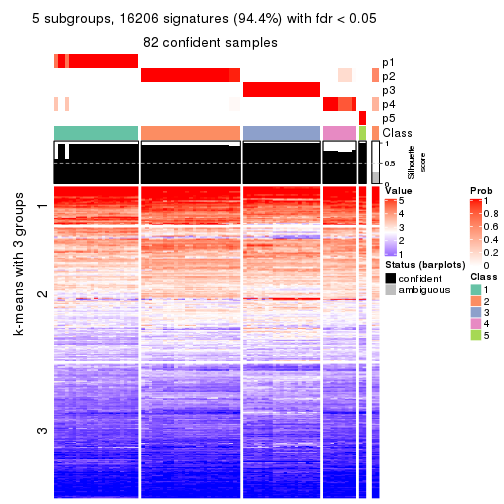 5 subgroups, 16206 signatures (94.4%) with fdr < 0.05
82 confident samples
p1
p2
p3
p4
p5
Class
1
0.5
0
Silhouette
score
k-means with 3 groups
1
2
3
Value
5
4
3
2
1
Status (barplots)
confident
ambiguous
Prob
1
0.8
0.6
0.4
0.2
0
Class
1
2
3
4
5